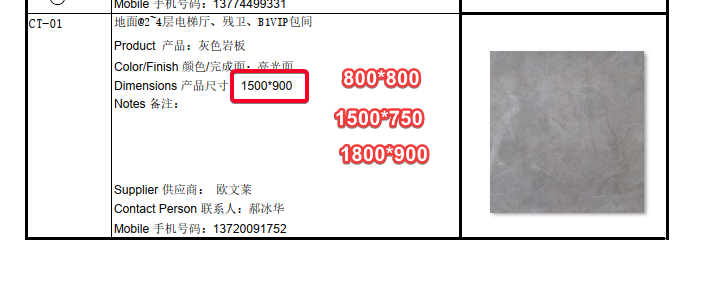 Mobile 手机号码：13774499331
CT-01
地面@2~4层电梯厅、残卫、B1VIP包间
Product 产品：灰色岩板
Color/Finish 颜色/完成面：亮光面
Dimensions 产品尺寸 1500*900
800*800
Notes 备注：
1500*750
1800*900
Supplier 供应商： 欧文莱
Contact Person 联系人：郝冰华
Mobile 手机号码：13720091752